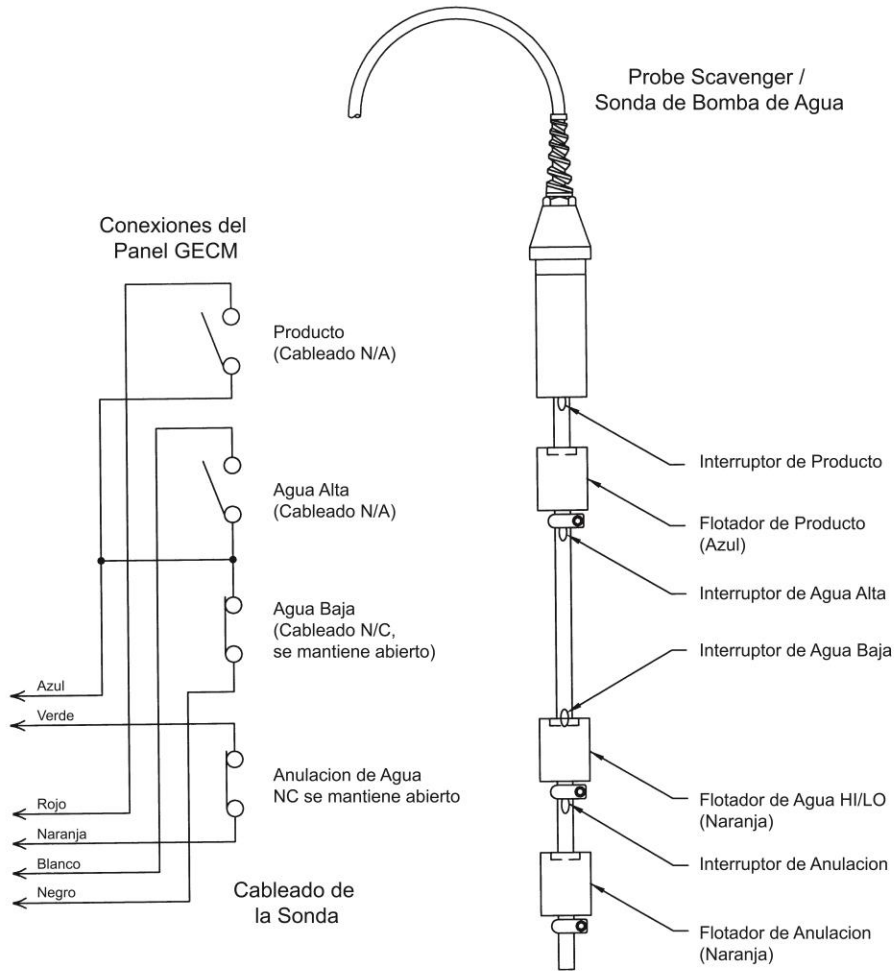 Probe Scavenger /
Sonda de Bomba de Agua
Conexiones del
Panel GECM
Producto
(Cableado N/A)
Agua Alta
(Cableado N/A)
Agua Baja
(Cableado N/C,
se mantiene abierto)
Anulacion de Agua
NC se mantiene abierto
Azul
Verde
Rojo
Naranja
Blanco
Negro
Cableado de
la Sonda
Interruptor de Producto
Flotador de Producto
(Azul)
Interruptor de Agua Alta
Interruptor de Agua Baja
Flotador de Agua HI/LO
(Naranja)
Interruptor de Anulacion
Flotador de Anulacion
(Naranja)